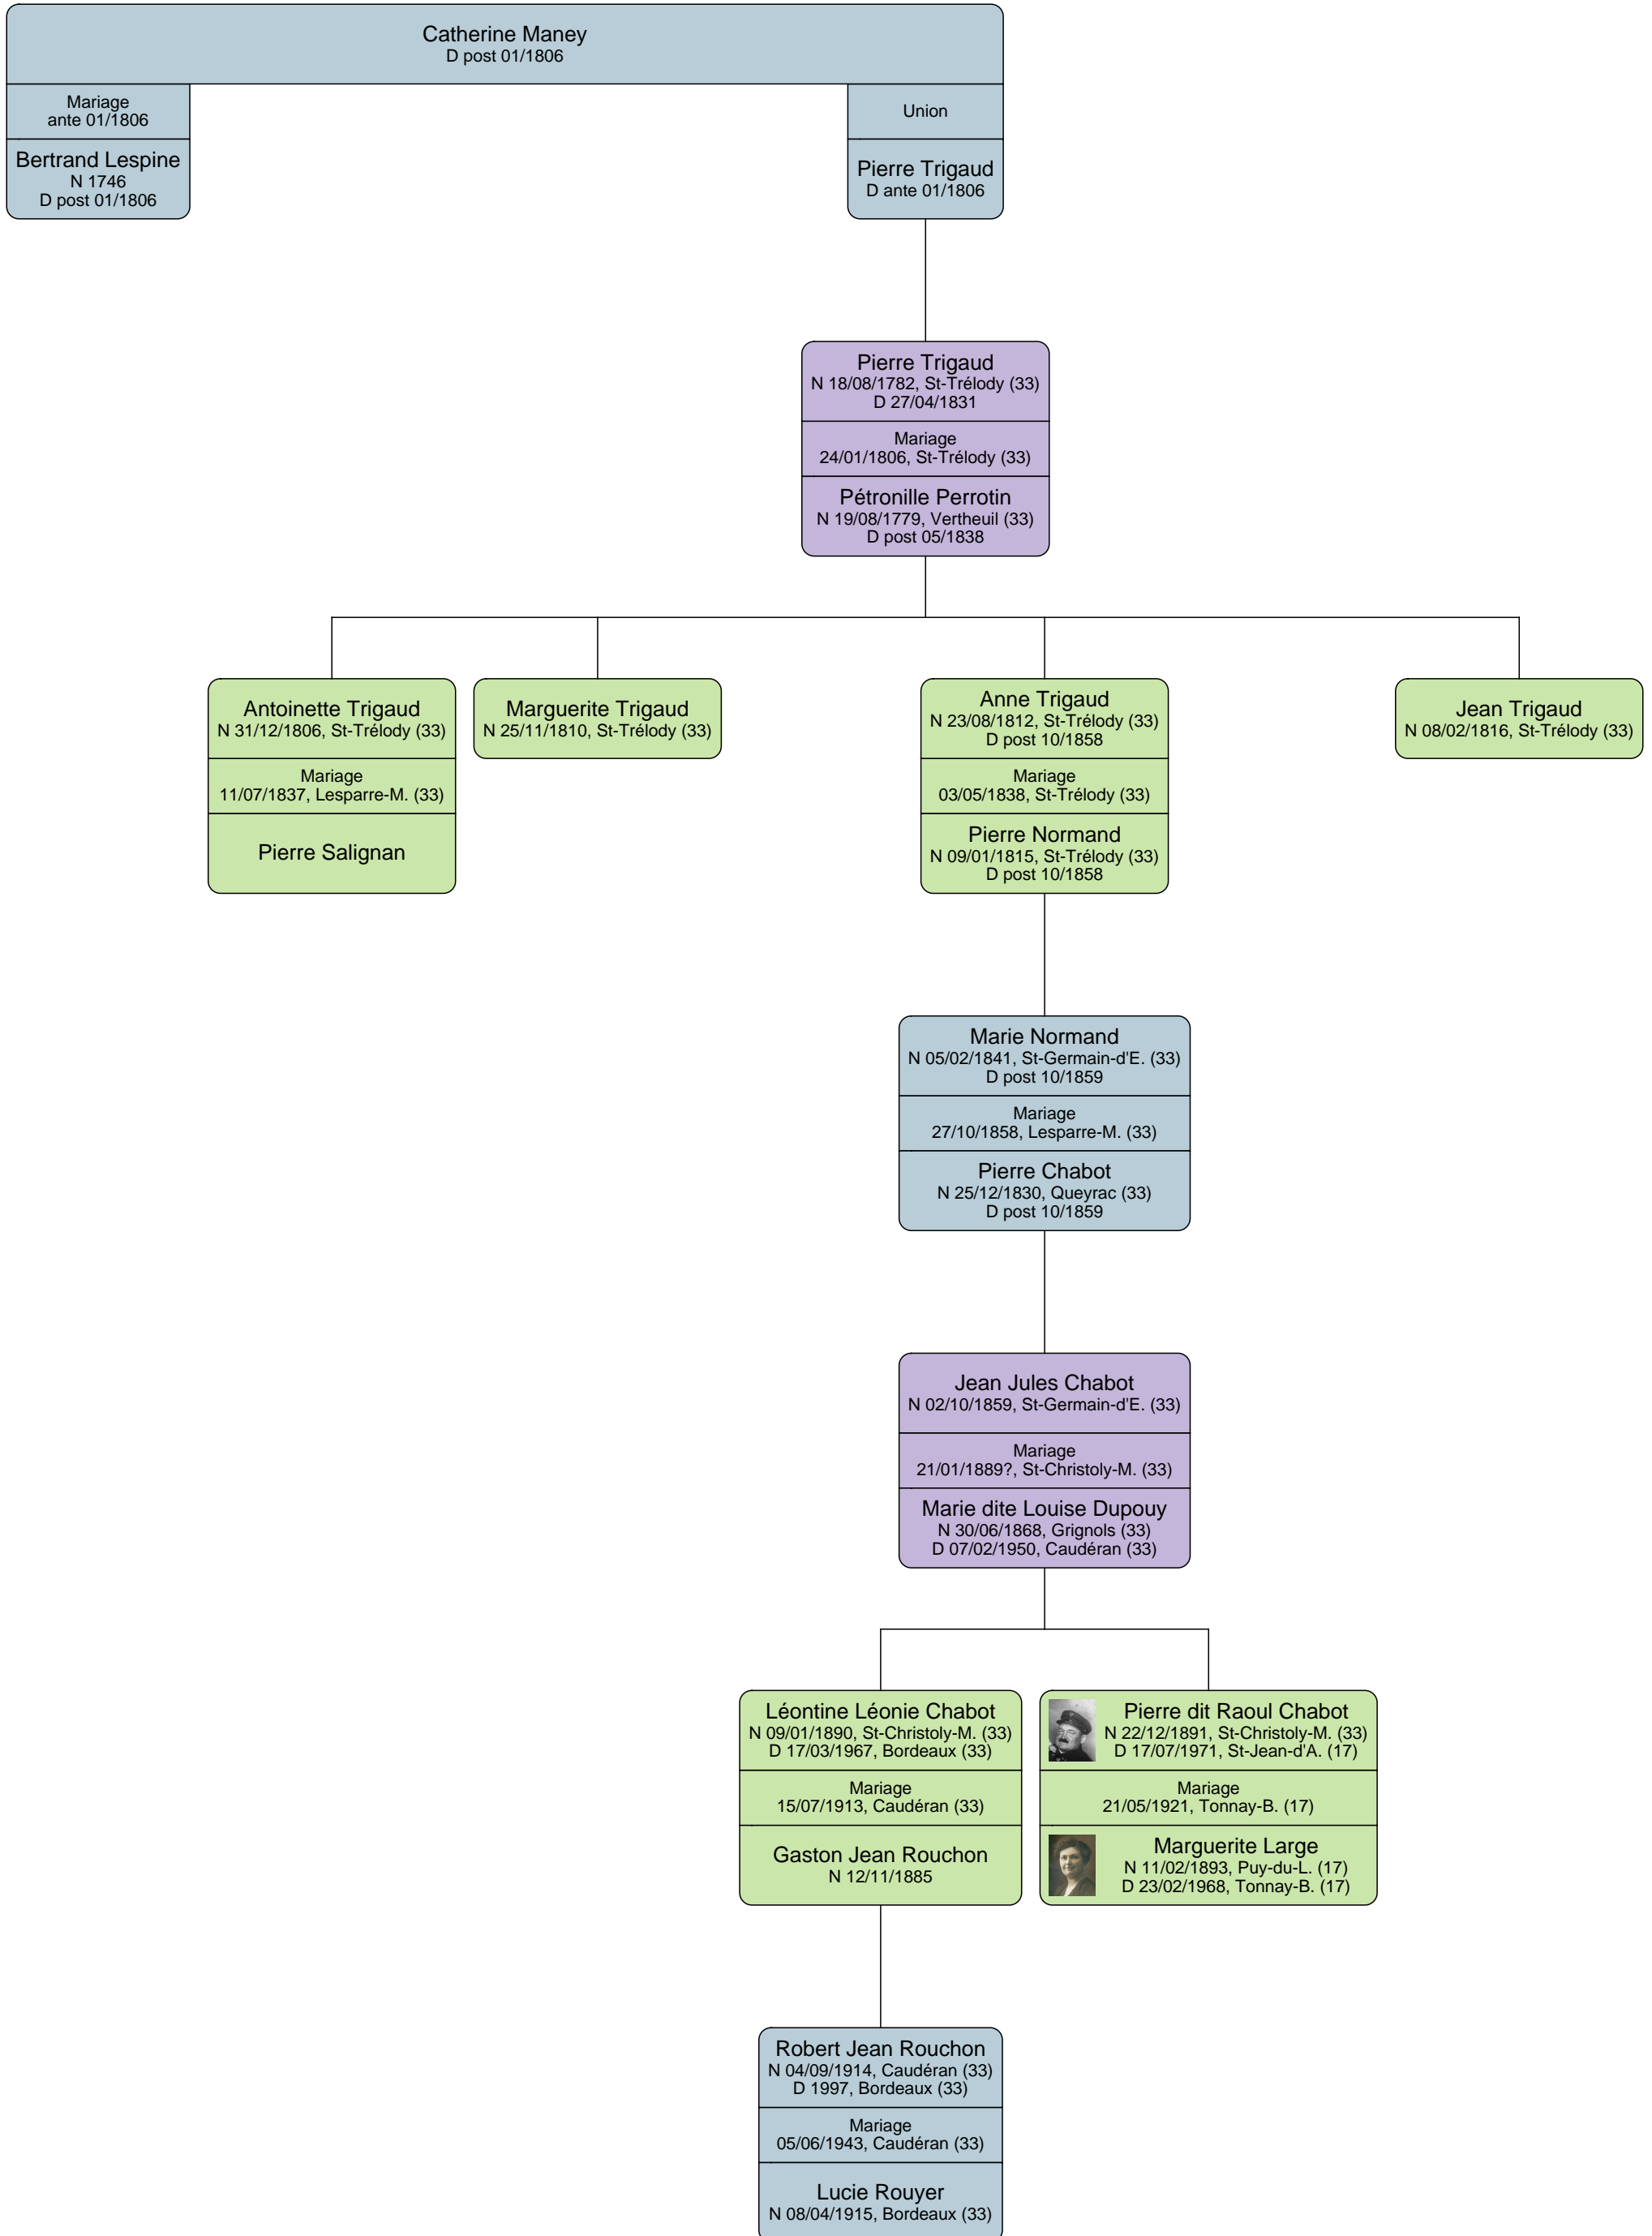 Catherine Maney
D post 01/1806
Mariage
ante 01/1806
Bertrand Lespine
N 1746
D post 01/1806
Union
Pierre Trigaud
D ante 01/1806
Pierre Trigaud
N 18/08/1782, St-Trélody (33)
D 27/04/1831
Mariage
24/01/1806, St-Trélody (33)
Pétronille Perrotin
N 19/08/1779, Vertheuil (33)
D post 05/1838
Antoinette Trigaud
N 31/12/1806, St-Trélody (33)
Mariage
11/07/1837, Lesparre-M. (33)
Pierre Salignan
Marguerite Trigaud
N 25/11/1810, St-Trélody (33)
Anne Trigaud
N 23/08/1812, St-Trélody (33)
D post 10/1858
Mariage
03/05/1838, St-Trélody (33)
Pierre Normand
N 09/01/1815, St-Trélody (33)
D post 10/1858
Jean Trigaud
N 08/02/1816, St-Trélody (33)
Marie Normand
N 05/02/1841, St-Germain-d'E. (33)
D post 10/1859
Mariage
27/10/1858, Lesparre-M. (33)
Pierre Chabot
N 25/12/1830, Queyrac (33)
D post 10/1859
Jean Jules Chabot
N 02/10/1859, St-Germain-d'E. (33)
Mariage
21/01/1889?, St-Christoly-M. (33)
Marie dite Louise Dupouy
N 30/06/1868, Grignols (33)
D 07/02/1950, Caudéran (33)
Léontine Léonie Chabot
N 09/01/1890, St-Christoly-M. (33)
D 17/03/1967, Bordeaux (33)
Mariage
15/07/1913, Caudéran (33)
Gaston Jean Rouchon
N 12/11/1885
Pierre dit Raoul Chabot
N 22/12/1891, St-Christoly-M. (33)
D 17/07/1971, St-Jean-d'A. (17)
Mariage
21/05/1921, Tonnay-B. (17)
Marguerite Large
N 11/02/1893, Puy-du-L. (17)
D 23/02/1968, Tonnay-B. (17)
Robert Jean Rouchon
N 04/09/1914, Caudéran (33)
D 1997, Bordeaux (33)
Mariage
05/06/1943, Caudéran (33)
Lucie Rouyer
N 08/04/1915, Bordeaux (33)